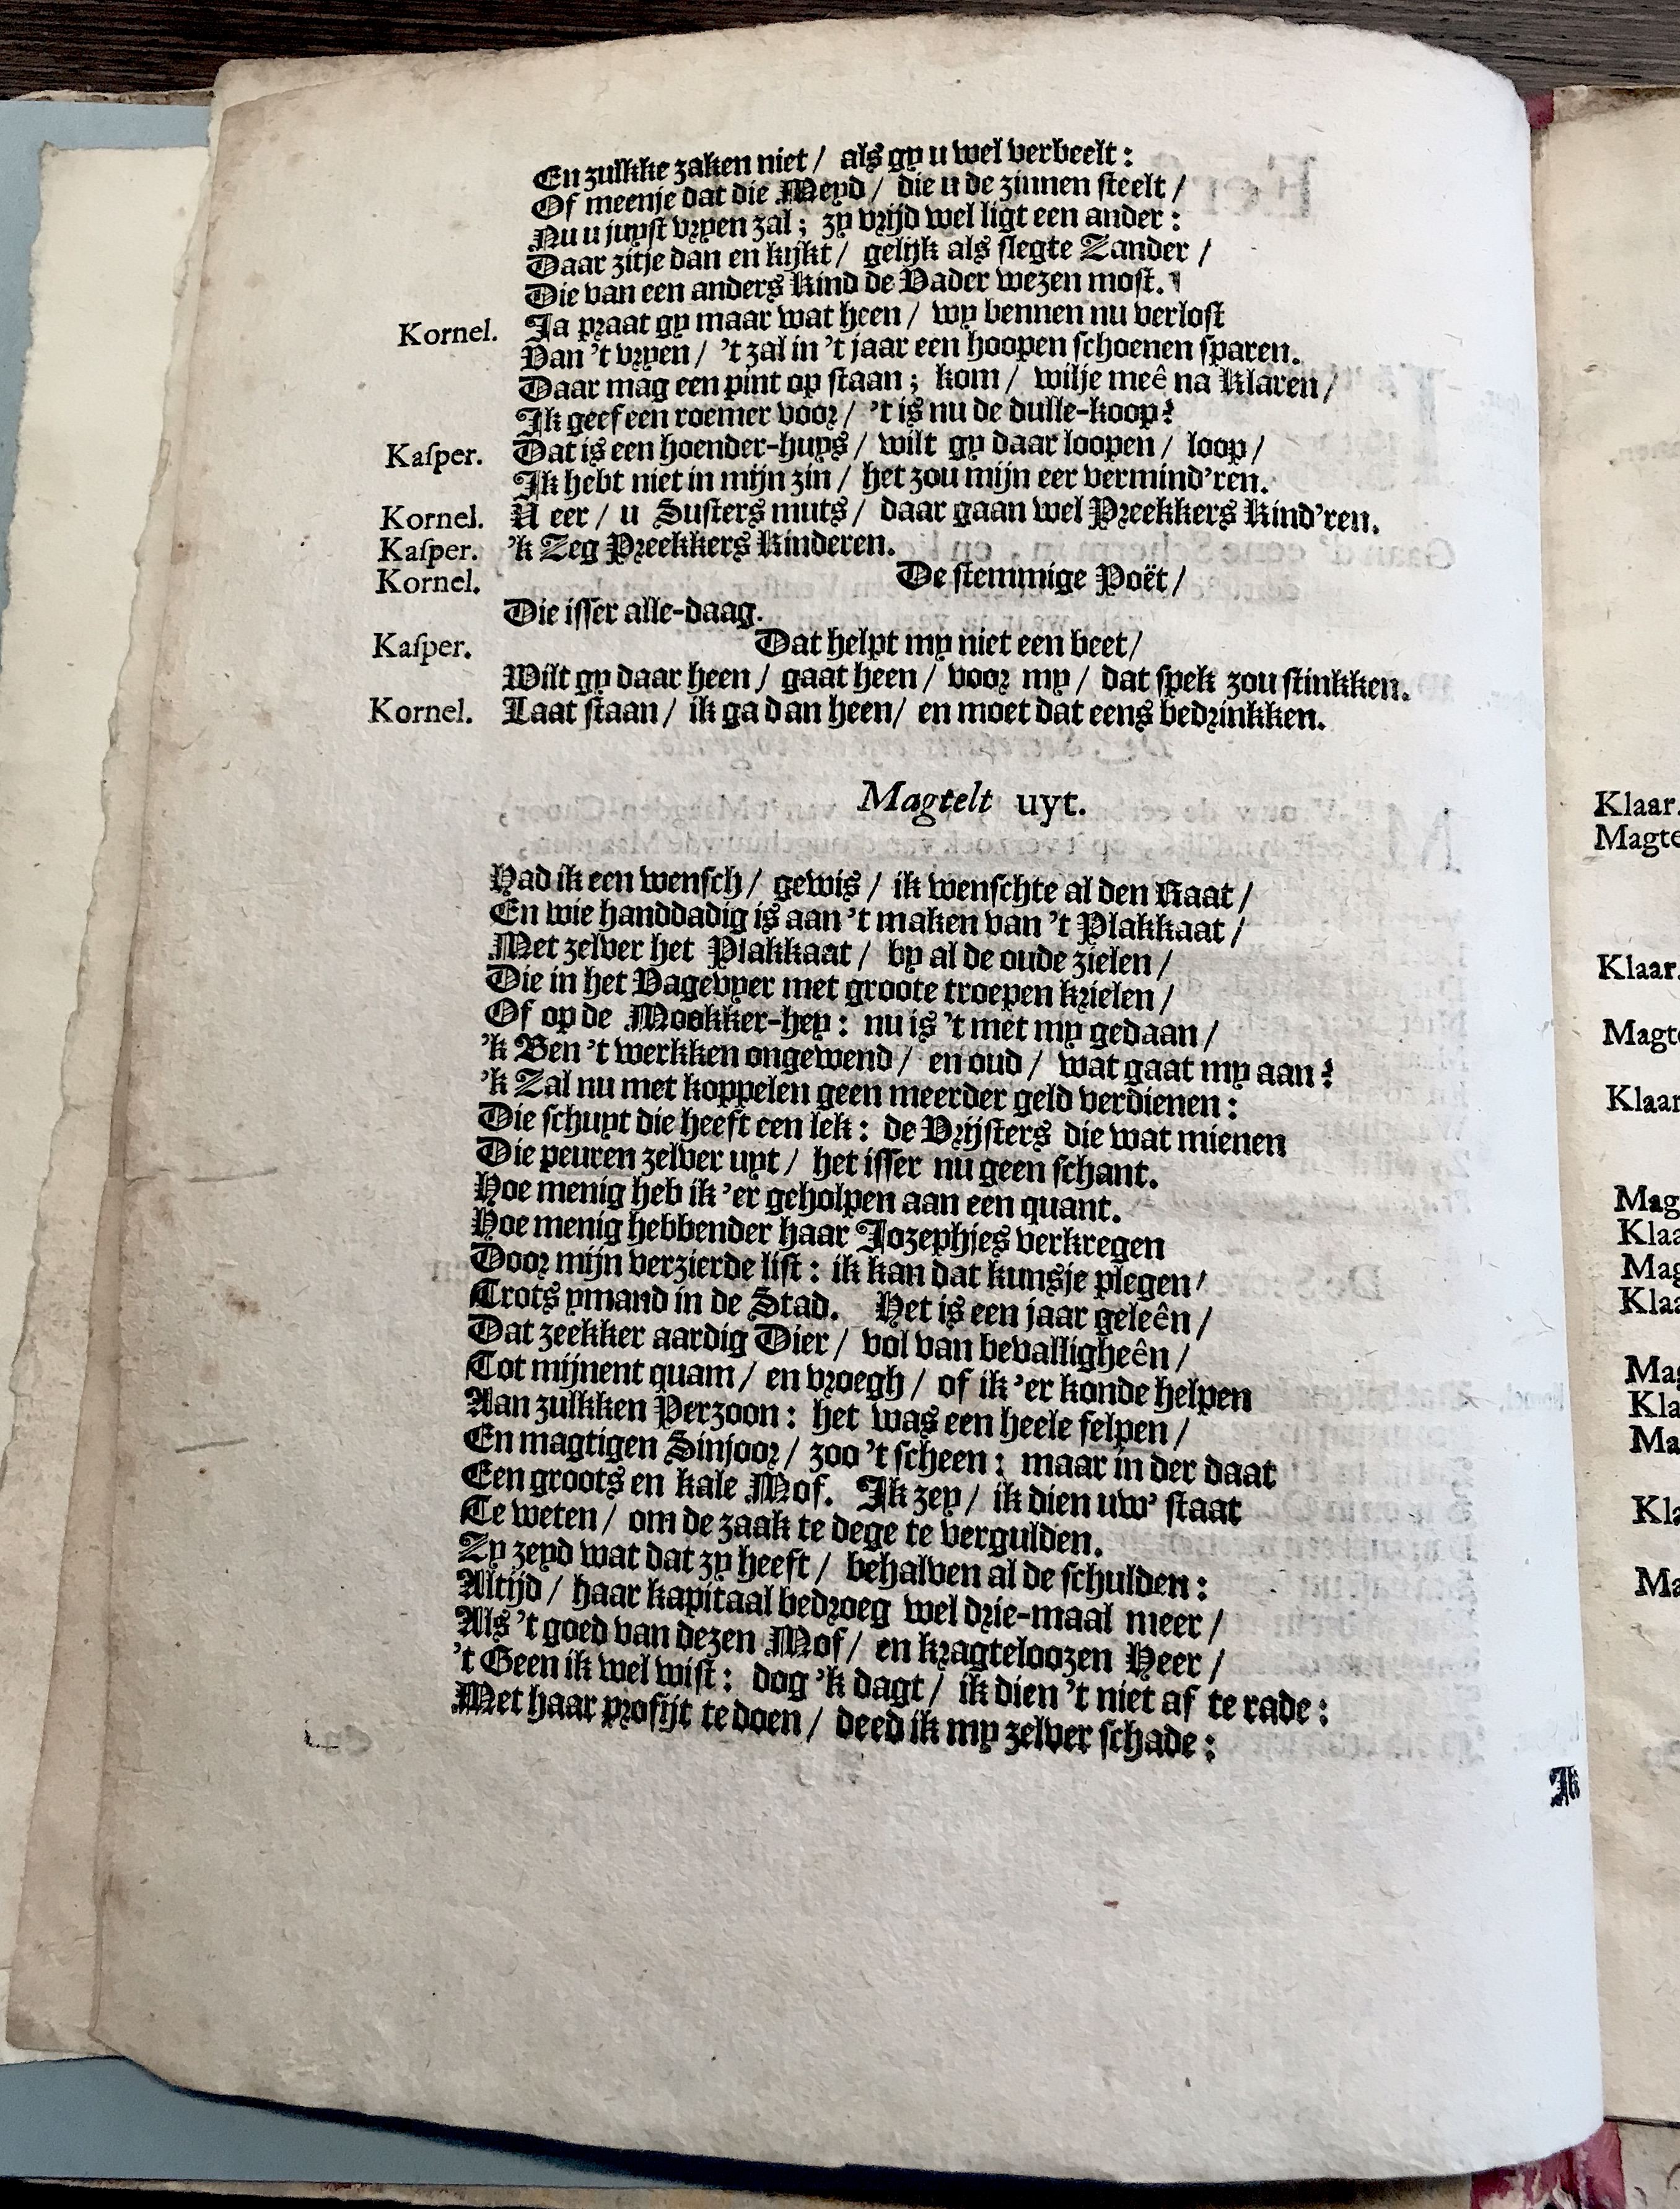 En zulkke zaken niet / als gy u wel verbeelt :
Of meenje dat die Meyd / die u de zinnen steelt /
Nu u juyst vryen zal ; zy vrijd wel ligt een ander :
Daar zitje dan en kijkt / gelijk als slegte Zander /
Die van een anders Kind de Vader wezen most.
Kornel. Ja praat gy maar wat heen / wy bennen nu verlost
Van 't vryen / 't zal in 't jaar een hoopen schoenen sparen.
Daar mag een pint op staan ; kom / wilje meê na Klaren /
Ik geef een roemer voor / 't is nu de dulle-koop?
Kasper. Dat is een hoender-huys / wilt gy daar loopen / loop /
Ik hebt niet in mijn zin / het zou mijn eer vermind'ren.
Kornel. U eer / u Susters muts / daar gaan wel Preekkers Kind'ren.
Kasper. 'k Zeg Preekkers Kinderen.
Kornel. De stemmige Poët /
Die isser alle-daag.
Kasper. Dat helpt my niet een beet /
Wilt gy daar heen / gaat heen / voor my / dat spek zou stinkken.
Kornel. Laat staan / ik ga dan heen / en moet dat eens bedrinkken.
Magtelt uyt.
Had ik een wensch / gewis / ik wenschte al den Raat /
En wie handdadig is aan 't maken van 't Plakkaat /
Met zelver het Plakkaat / by al de oude zielen /
Die in het Vagevyer met groote troepen krielen /
Of op de Mookker-hey : nu is 't met my gedaan /
'k Ben 't werkken ongewend / en oud / wat gaat my aan ?
'k Zal nu met koppelen geen meerder geld verdienen :
Die schuyt die heeft een lek : de Vrijsters die wat mienen
Die peuren zelver uyt / het isser nu geen schant.
Hoe menig heb ik 'er geholpen aan een quant.
Hoe menig hebbender haar Jozephjes verkregen
Door mijn verzierde list : ik kan dat kunsje plegen /
Trots ymand in de Stad. Het is een jaar geleên /
Dat zeekker aardig Dier / vol van bevalligheên /
Tot mijnent quam / en vroegh / of ik 'er konde helpen
Aan zulkken Perzoon : het was een heele felpen /
En magtigen Sinjoor / zoo 't scheen ; maar in der daat
Een groots en kale Mof. Ik zey / ik dien uw' staat
Te weten / om de zaak te dege te vergulden.
Zy zeyd wat dat zy heeft / behalven al de schulden :
Altijd / haar kapitaal bedroeg wel drie-maal meer /
Als 't goed van dezen Mof / en kragteloozen Heer /
't Geen ik wel wist : dog 'k dagt / ik dien 't niet af te rade :
Met haar profijt te doen / deed ik my zelver schade :
Ik
Klaar.
Klaar.
Klaar